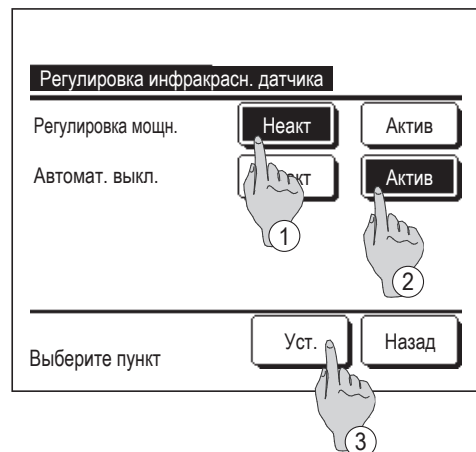 Регулировка инфракрасн. датчика
Регулировка мощн. Неакт Актив
Автомат. выкл. Актив
1
2
Выберите пункт Уст. Назад
3